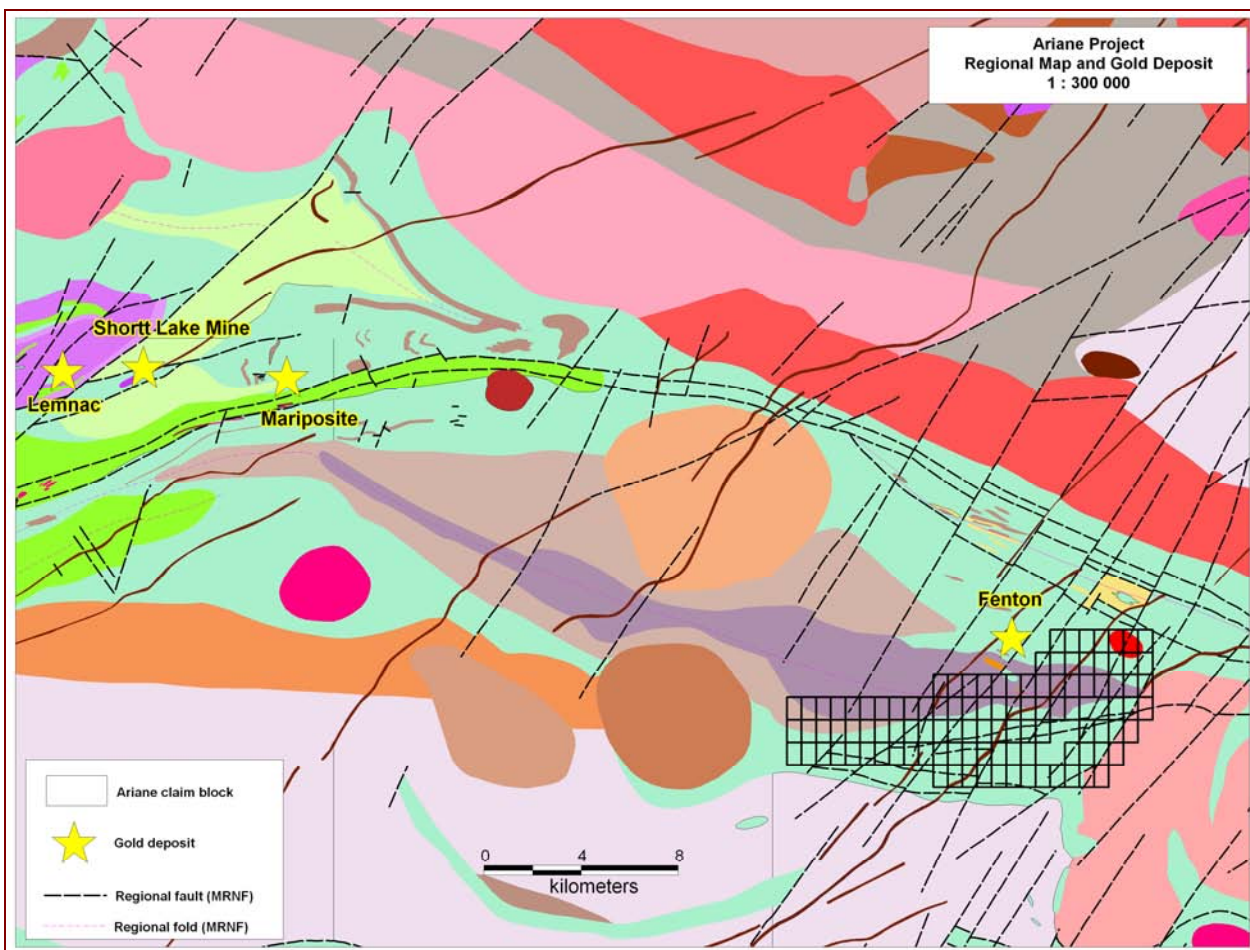 Ariane Project
Regional Map and Gold Deposit
1 : 300 000
Shortt Lake Mine
Lemnac
Mariposite
Fenton
Ariane claim block
Gold deposit
Regional fault (MRNF)
Regional fold (MRNF)
0 4 8
kilometers